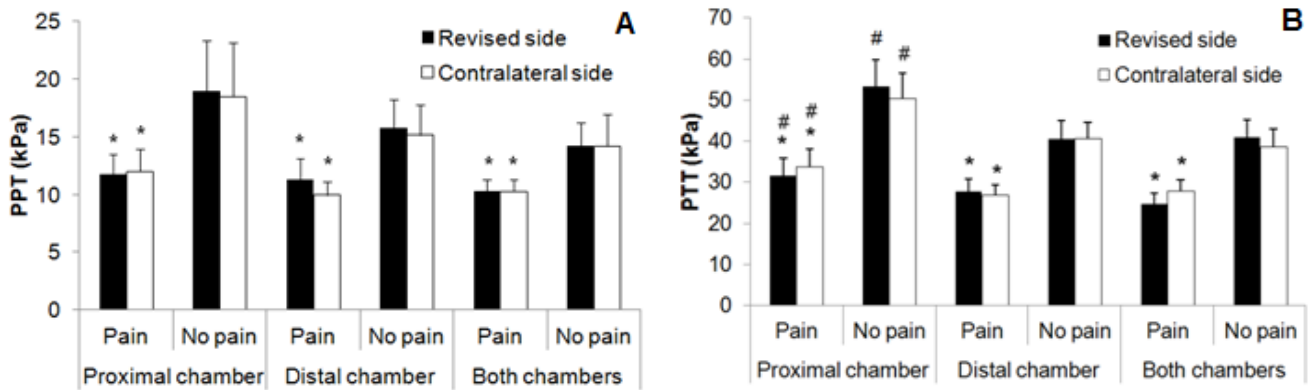 A
Revised side
Contralateral side
PPT (kPa)
25
20
15
10
5
0
* * * * * *
Pain No pain Pain No pain Pain No pain
Proximal chamber Distal chamber Both chambers
B
Revised side
Contralateral side
PTT (kPa)
70
60
50
40
30
20
10
0
# # # #
* * * * * *
Pain No pain Pain No pain Pain No pain
Proximal chamber Distal chamber Both chambers